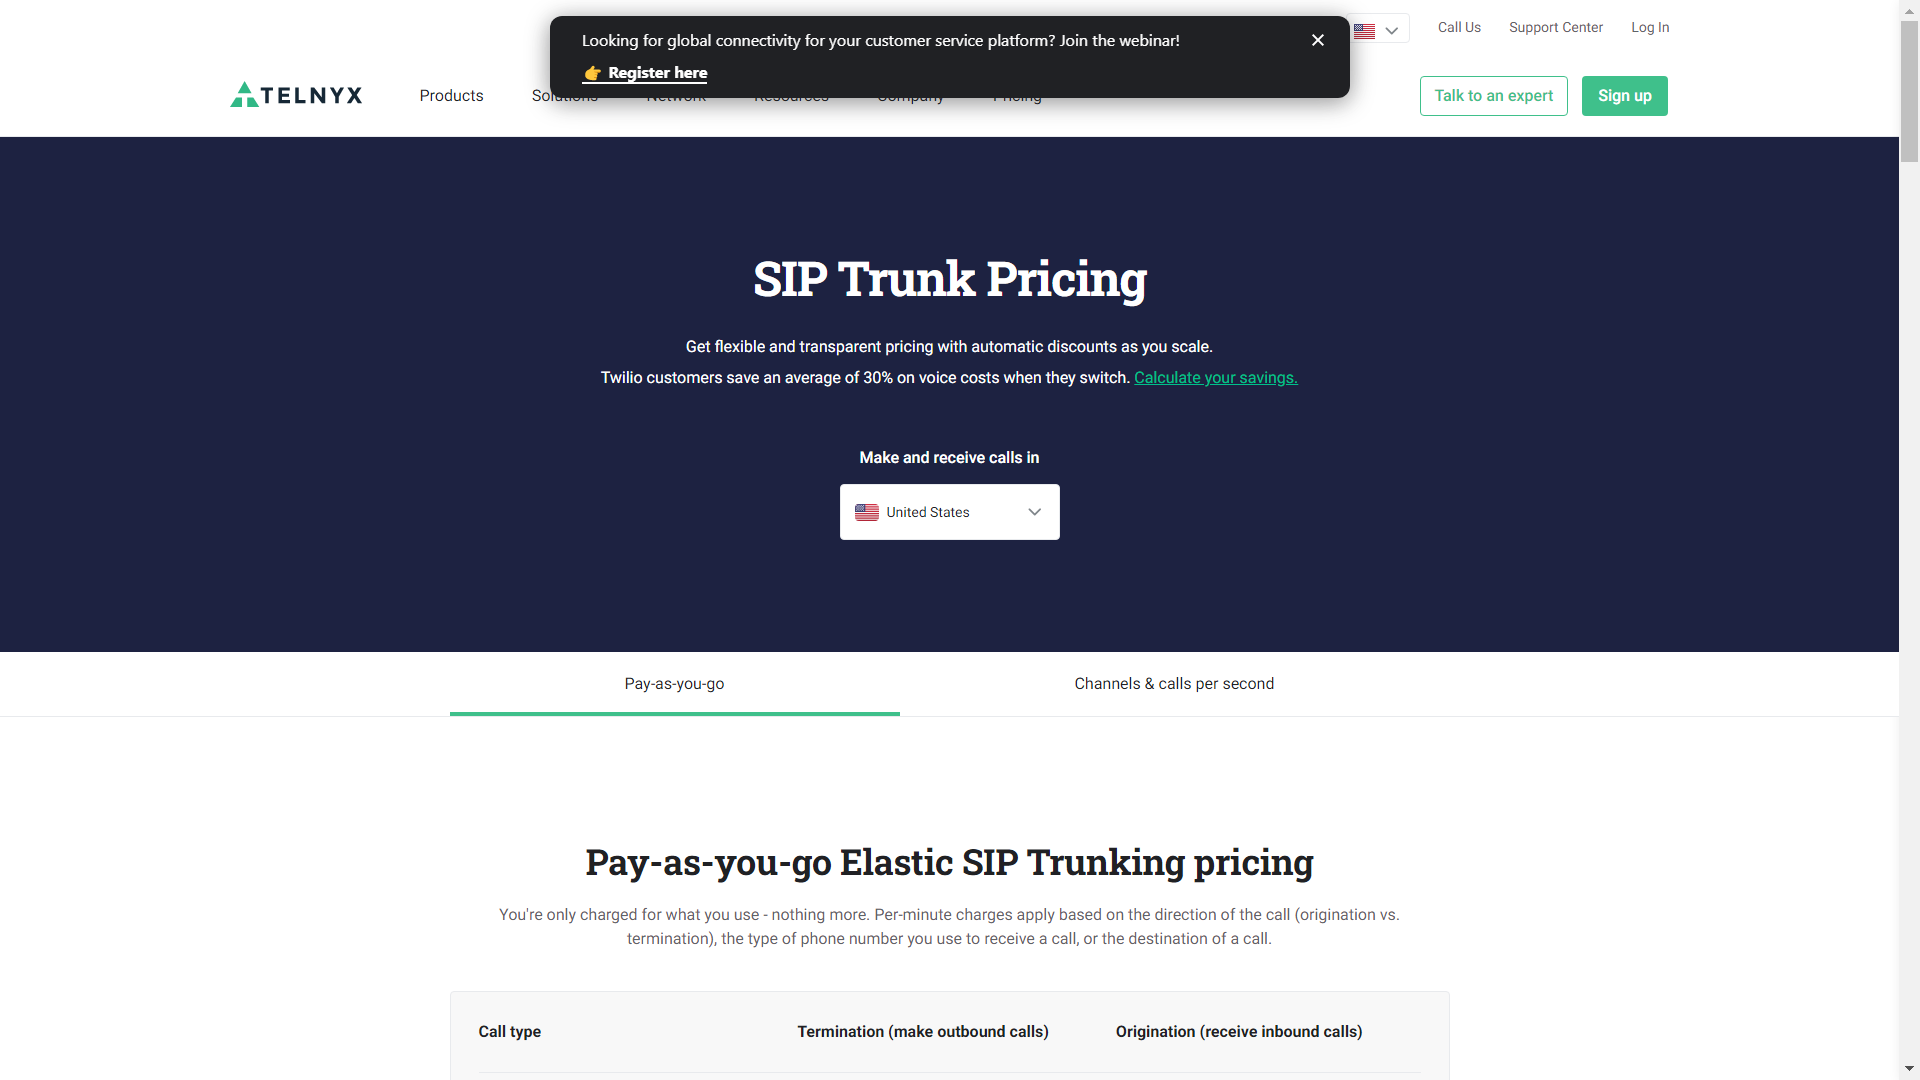 Looking for global connectivity for your customer service platform? Join the webinar!
👉 Register here
Call Us
Support Center
Log In
TELNYX
Products
Solutions
Network
Resources
Company
Pricing
Talk to an expert
Sign up
SIP Trunk Pricing
Get flexible and transparent pricing with automatic discounts as you scale.
Twilio customers save an average of 30% on voice costs when they switch. Calculate your savings.
Make and receive calls in
United States
Pay-as-you-go
Channels & calls per second
Pay-as-you-go Elastic SIP Trunking pricing
You're only charged for what you use - nothing more. Per-minute charges apply based on the direction of the call (origination vs.
termination), the type of phone number you use to receive a call, or the destination of a call.
Call type
Termination (make outbound calls)
Origination (receive inbound calls)